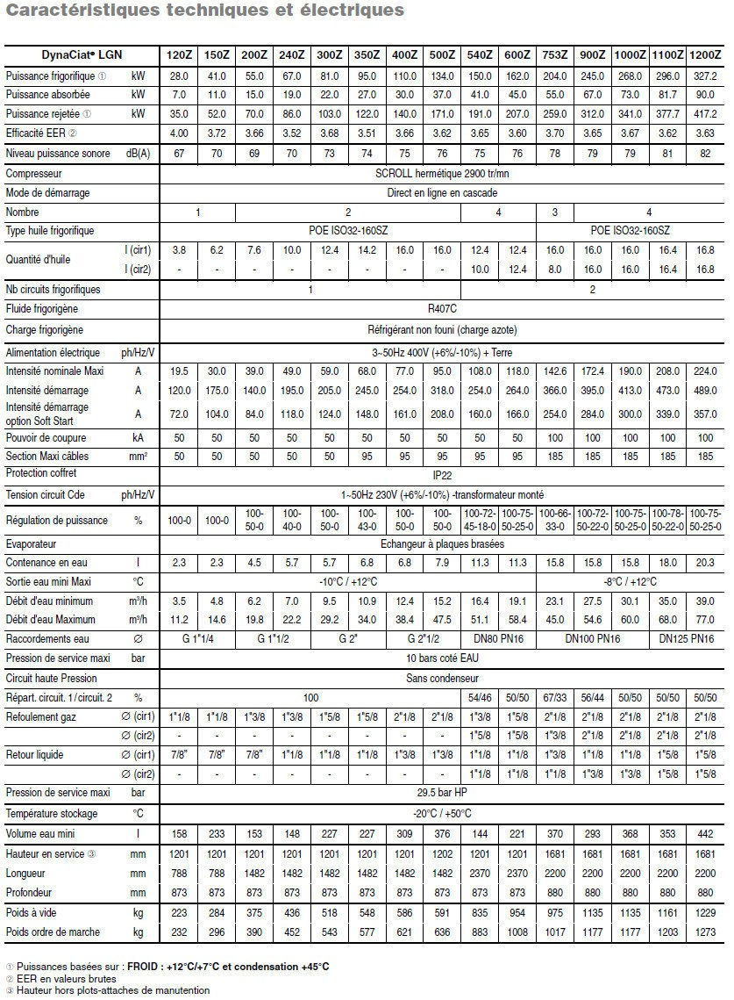 Caractéristiques techniques et électriques
DynaCiat® LGN 120Z 150Z 200Z 240Z 300Z 350Z 400Z 500Z 540Z 600Z 753Z 900Z 1000Z 1100Z 1200Z
Puissance frigorifique ① kW 28.0 41.0 55.0 67.0 81.0 95.0 110.0 134.0 150.0 162.0 204.0 245.0 268.0 296.0 327.2
Puissance absorbée kW 7.0 11.0 15.0 19.0 22.0 27.0 30.0 37.0 41.0 45.0 55.0 67.0 73.0 81.7 90.0
Puissance rejetée ① kW 35.0 52.0 70.0 86.0 103.0 122.0 140.0 171.0 191.0 207.0 259.0 312.0 341.0 377.7 417.2
Efficacité EER ② 4.00 3.72 3.66 3.52 3.68 3.51 3.66 3.62 3.65 3.60 3.70 3.65 3.67 3.62 3.63
Niveau puissance sonore dB(A) 67 70 69 70 73 74 75 76 75 76 78 79 79 81 82
Compresseur SCROLL hermétique 2900 tr/mn
Mode de démarrage Direct en ligne en cascade
Nombre 1 2 4 3 4
Type huile frigorifique POE ISO32-160SZ POE ISO32-160SZ
Quantité d'huile l (cir1) 3.8 6.2 7.6 10.0 12.4 14.2 16.0 16.0 12.4 12.4 16.0 16.0 16.0 16.4 16.8
l (cir2) - - - - - - - - 10.0 12.4 8.0 16.0 16.0 16.4 16.8
Nb circuits frigorifiques 1 2
Fluide frigorigène R407C
Charge frigorigène Réfrigérant non founi (charge azote)
Alimentation électrique ph/Hz/V 3~50Hz 400V (+6%/-10%) + Terre
Intensité nominale Maxi A 19.5 30.0 39.0 49.0 59.0 68.0 77.0 95.0 108.0 118.0 142.6 172.4 190.0 208.0 224.0
Intensité démarrage A 120.0 175.0 140.0 195.0 205.0 245.0 254.0 318.0 254.0 264.0 366.0 395.0 413.0 473.0 489.0
Intensité démarrage
option Soft Start A 72.0 104.0 84.0 118.0 124.0 148.0 161.0 208.0 160.0 166.0 254.0 284.0 300.0 339.0 357.0
Pouvoir de coupure kA 50 50 50 50 50 50 50 50 50 50 100 100 100 100 100
Section Maxi câbles mm² 50 50 50 50 50 95 95 95 95 95 185 185 185 185 185
Protection coffret IP22
Tension circuit Cde ph/Hz/V 1~50Hz 230V (+6%/-10%) -transformateur monté
Régulation de puissance % 100-0 100-0 100-50-0 100-40-0 100-50-0 100-43-0 100-50-0 100-50-0 100-72-45-18-0 100-75-50-25-0 100-66-33-0 100-72-50-22-0 100-75-50-25-0 100-78-50-22-0 100-75-50-25-0
Evaporateur Echangeur à plaques brasées
Contenance en eau l 2.3 2.3 4.5 5.7 5.7 6.8 6.8 7.9 11.3 11.3 15.8 15.8 15.8 18.0 20.3
Sortie eau mini Maxi °C -10°C / +12°C -8°C / +12°C
Débit d'eau minimum m³/h 3.5 4.8 6.2 7.0 9.5 10.9 12.4 15.2 16.4 19.1 23.1 27.5 30.1 35.0 39.0
Débit d'eau Maximum m³/h 11.2 14.6 19.8 22.2 29.2 34.0 38.4 47.5 51.1 58.4 45.0 54.6 60.0 68.0 77.0
Raccordements eau ∅ G 1"1/4 G 1"1/2 G 2" G 2"1/2 DN80 PN16 DN100 PN16 DN125 PN16
Pression de service maxi bar 10 bars coté EAU
Circuit haute Pression Sans condenseur
Répart. circuit. 1/circuit. 2 % 100 54/46 50/50 67/33 56/44 50/50 50/50 50/50
Refoulement gaz ∅ (cir1) 1"1/8 1"1/8 1"3/8 1"3/8 1"5/8 1"5/8 2"1/8 2"1/8 1"3/8 1"5/8 2"1/8 2"1/8 2"1/8 2"1/8 2"1/8
∅ (cir2) - - - - - - - - 1"5/8 1"5/8 1"3/8 2"1/8 2"1/8 2"1/8 2"1/8
Retour liquide ∅ (cir1) 7/8" 7/8" 7/8" 1"1/8 1"1/8 1"1/8 1"3/8 1"3/8 1"1/8 1"1/8 1"3/8 1"1/8 1"1/8 1"5/8 1"5/8
∅ (cir2) - - - - - - - - 1"1/8 1"1/8 1"1/8 1"3/8 1"3/8 1"5/8 1"5/8
Pression de service maxi bar 29.5 bar HP
Température stockage °C -20°C / +50°C
Volume eau mini l 158 233 153 148 227 227 309 376 144 221 370 293 368 353 442
Hauteur en service ③ mm 1201 1201 1201 1201 1201 1201 1201 1202 1201 1201 1681 1681 1681 1681 1681
Longueur mm 788 788 1482 1482 1482 1482 1482 1482 2370 2370 2200 2200 2200 2200 2200
Profondeur mm 873 873 873 873 873 873 873 873 873 873 880 880 880 880 880
Poids à vide kg 223 284 375 436 518 548 586 591 835 954 975 1135 1135 1161 1229
Poids ordre de marche kg 232 296 390 452 543 577 621 636 883 1008 1017 1177 1177 1203 1273
① Puissances basées sur : FROID : +12°C/+7°C et condensation +45°C
② EER en valeurs brutes
③ Hauteur hors plots-attaches de manutention